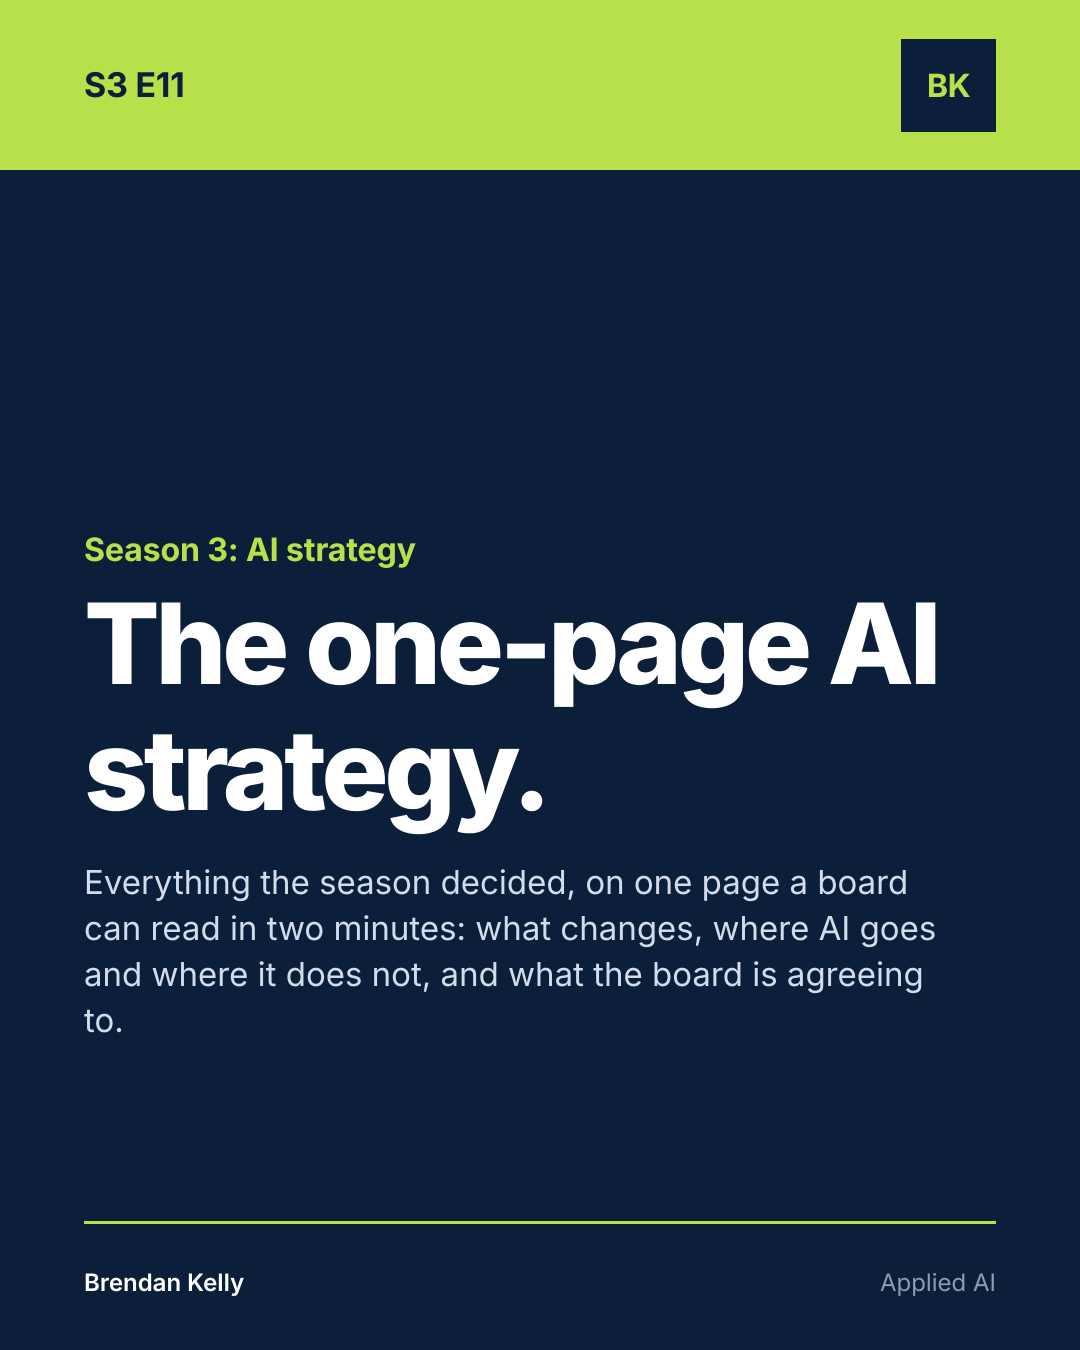 S3 E11
BK
Season 3: AI strategy
The one-page AI
strategy.
Everything the season decided, on one page a board
can read in two minutes: what changes, where AI goes
and where it does not, and what the board is agreeing
to.
Brendan Kelly
Applied AI